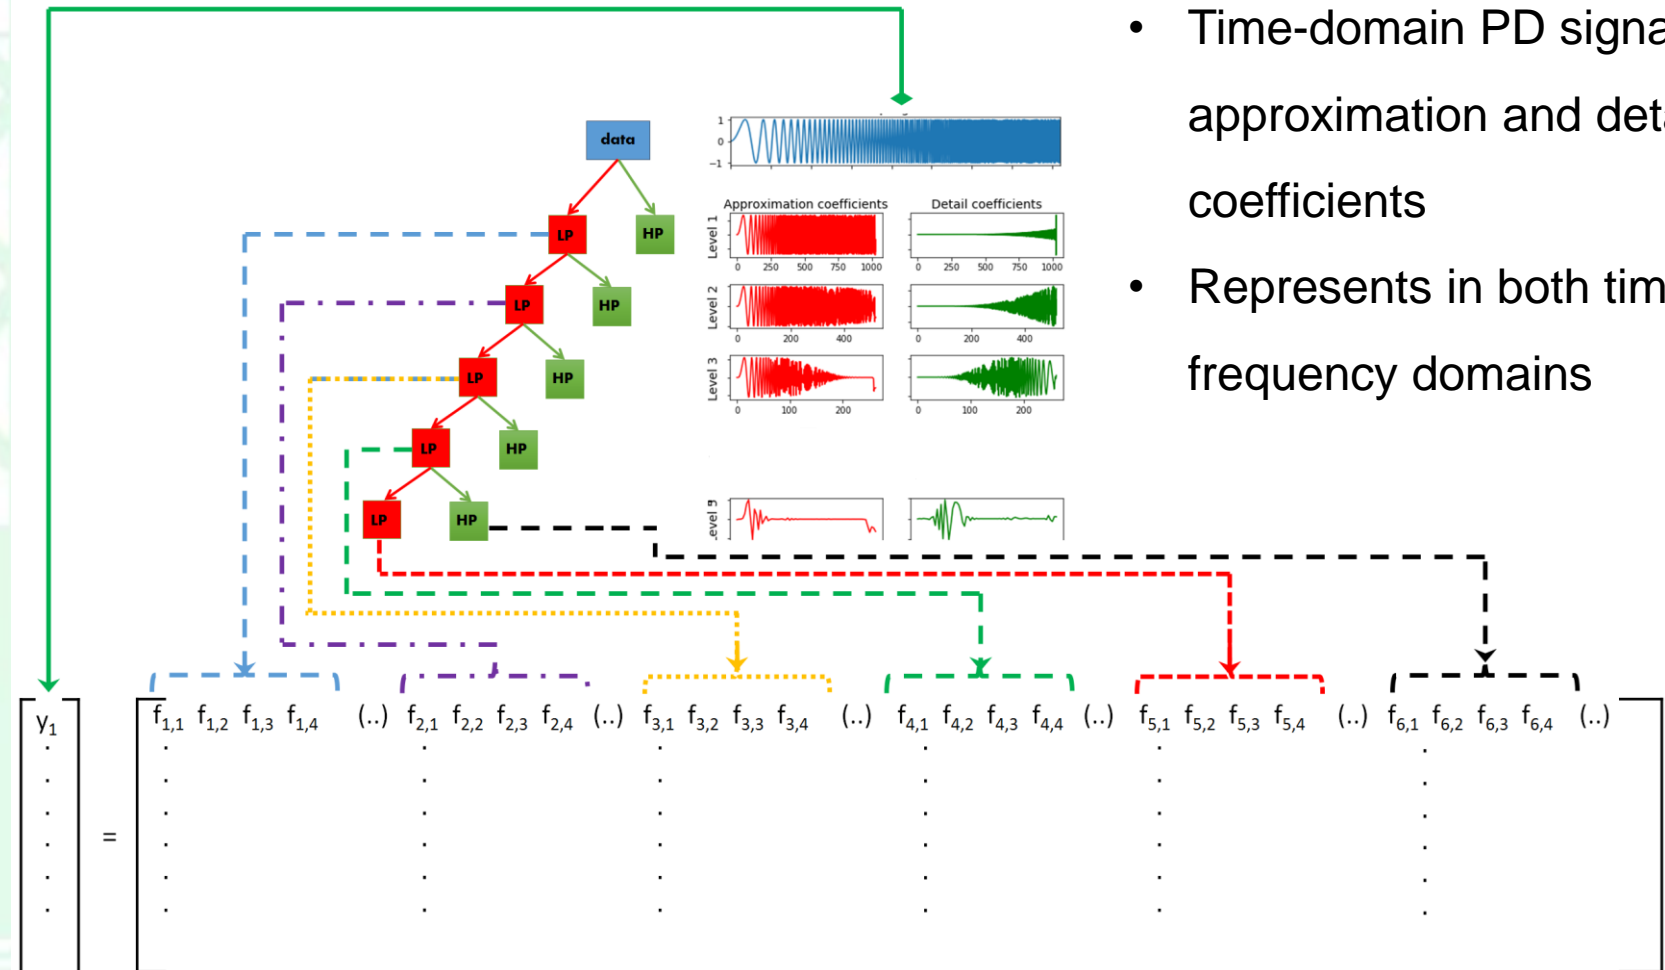 • Time-domain PD signa
approximation and deta
coefficients
• Represents in both tim
frequency domains
data
LP HP
LP HP
LP HP
LP HP
LP HP
1
0
−1
Approximation coefficients Detail coefficients
Level 1
0 250 500 750 1000 0 250 500 750 1000
Level 2
200 400 200 400
Level 3
0 100 200 0 100 200
evel 5
y1 = f1,1 f1,2 f1,3 f1,4 (..) f2,1 f2,2 f2,3 f2,4 (..) f3,1 f3,2 f3,3 f3,4 (..) f4,1 f4,2 f4,3 f4,4 (..) f5,1 f5,2 f5,3 f5,4 (..) f6,1 f6,2 f6,3 f6,4 (..)